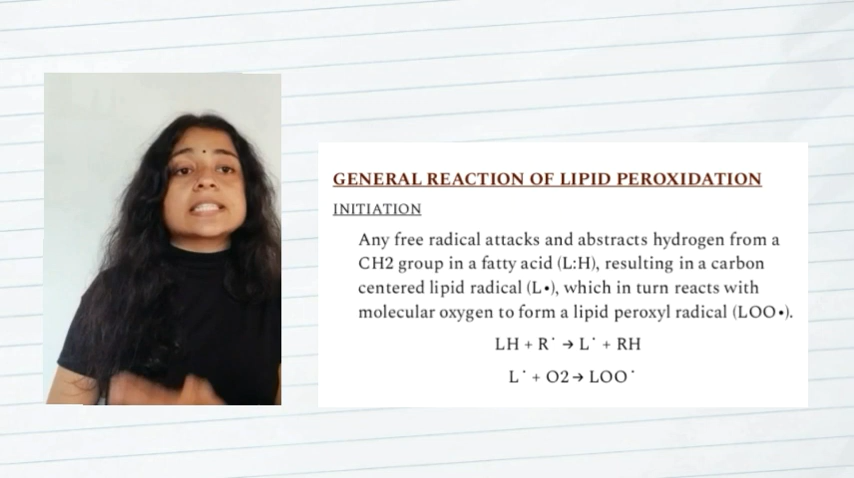 GENERAL REACTION OF LIPID PEROXIDATION
INITIATION
Any free radical attacks and abstracts hydrogen from a
CH2 group in a fatty acid (L:H), resulting in a carbon
centered lipid radical (L•), which in turn reacts with
molecular oxygen to form a lipid peroxyl radical (LOO•).
LH + R˙ → L˙ + RH
L˙ + O2→ LOO˙